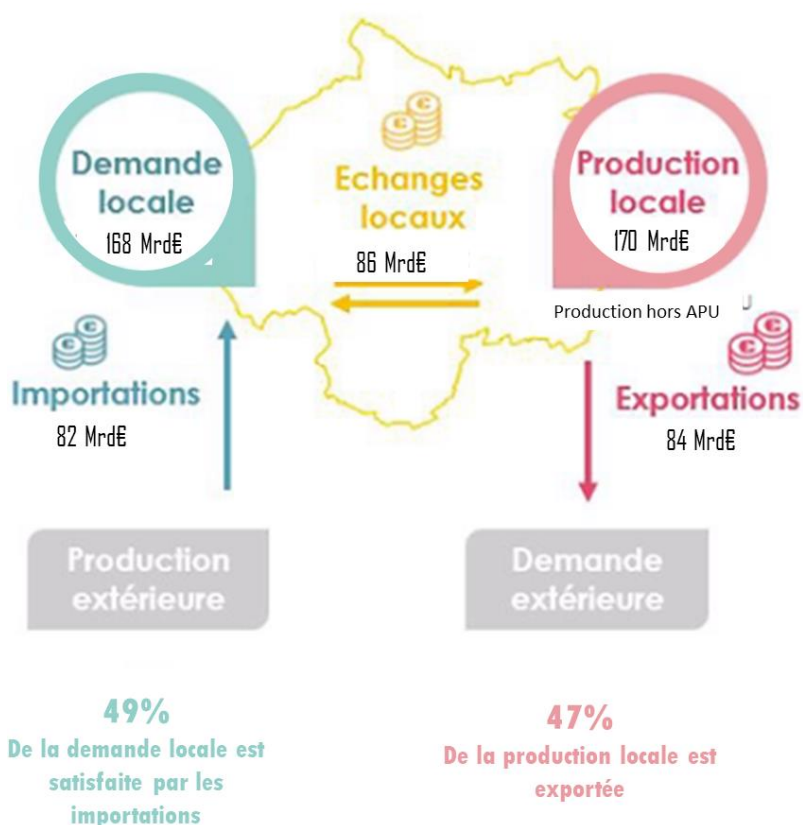 Demande
locale
168 Mrd€
Echanges
locaux
86 Mrd€
Production
locale
170 Mrd€
Production hors APU
Importations
82 Mrd€
Exportations
84 Mrd€
Production
extérieure
Demande
extérieure
49%
De la demande locale est
satisfaite par les
importations
47%
De la production locale est
exportée